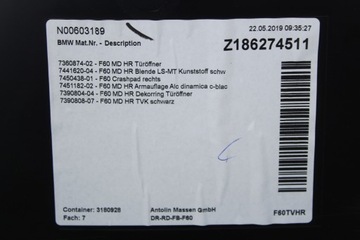 N00603189
22.05.2019 09:35:27
BMW Mat.Nr. - Description
Z186274511
7360874-02 - F60 MD HR Türöffner
7441620-04 - F60 MD HR Blende LS-MT Kunststoff schw
7450438-01 - F60 Crashpad rechts
7451182-02 - F60 MD HR Armauflage Alc dinamica c-blac
7390804-04 - F60 MD HR Dekorring Türöffner
7390808-07 - F60 MD HR TVK schwarz
Container: 3180928
Antolin Massen GmbH
Fach: 7
DR-RD-FB-F60
F60TVHR